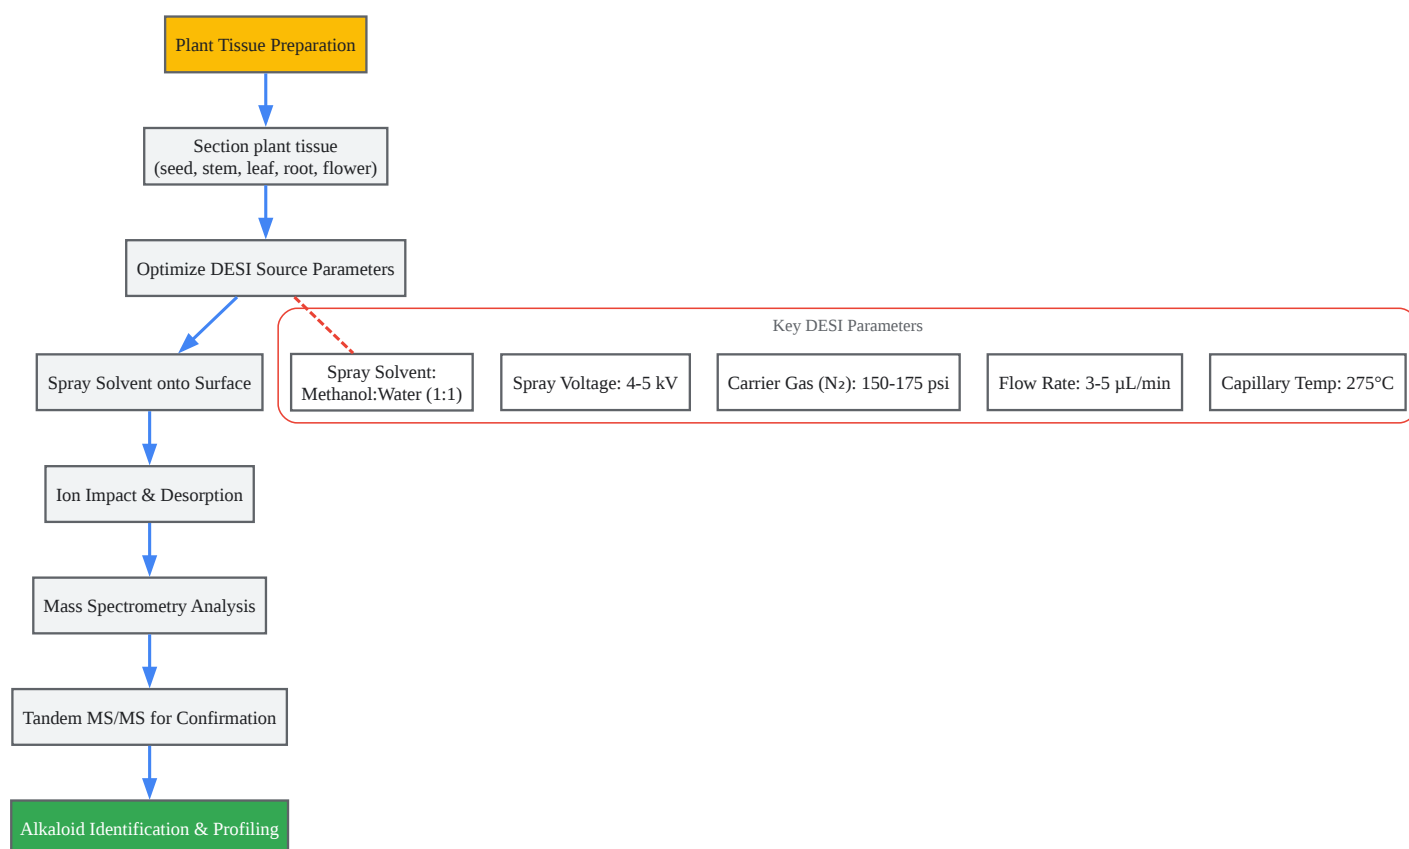 Plant Tissue Preparation
Section plant tissue
(seed, stem, leaf, root, flower)
Optimize DESI Source Parameters
Key DESI Parameters
Spray Solvent onto Surface
Spray Solvent:
Methanol:Water (1:1)
Spray Voltage: 4-5 kV
Carrier Gas (N₂): 150-175 psi
Flow Rate: 3-5 µL/min
Capillary Temp: 275°C
Ion Impact & Desorption
Mass Spectrometry Analysis
Tandem MS/MS for Confirmation
Alkaloid Identification & Profiling